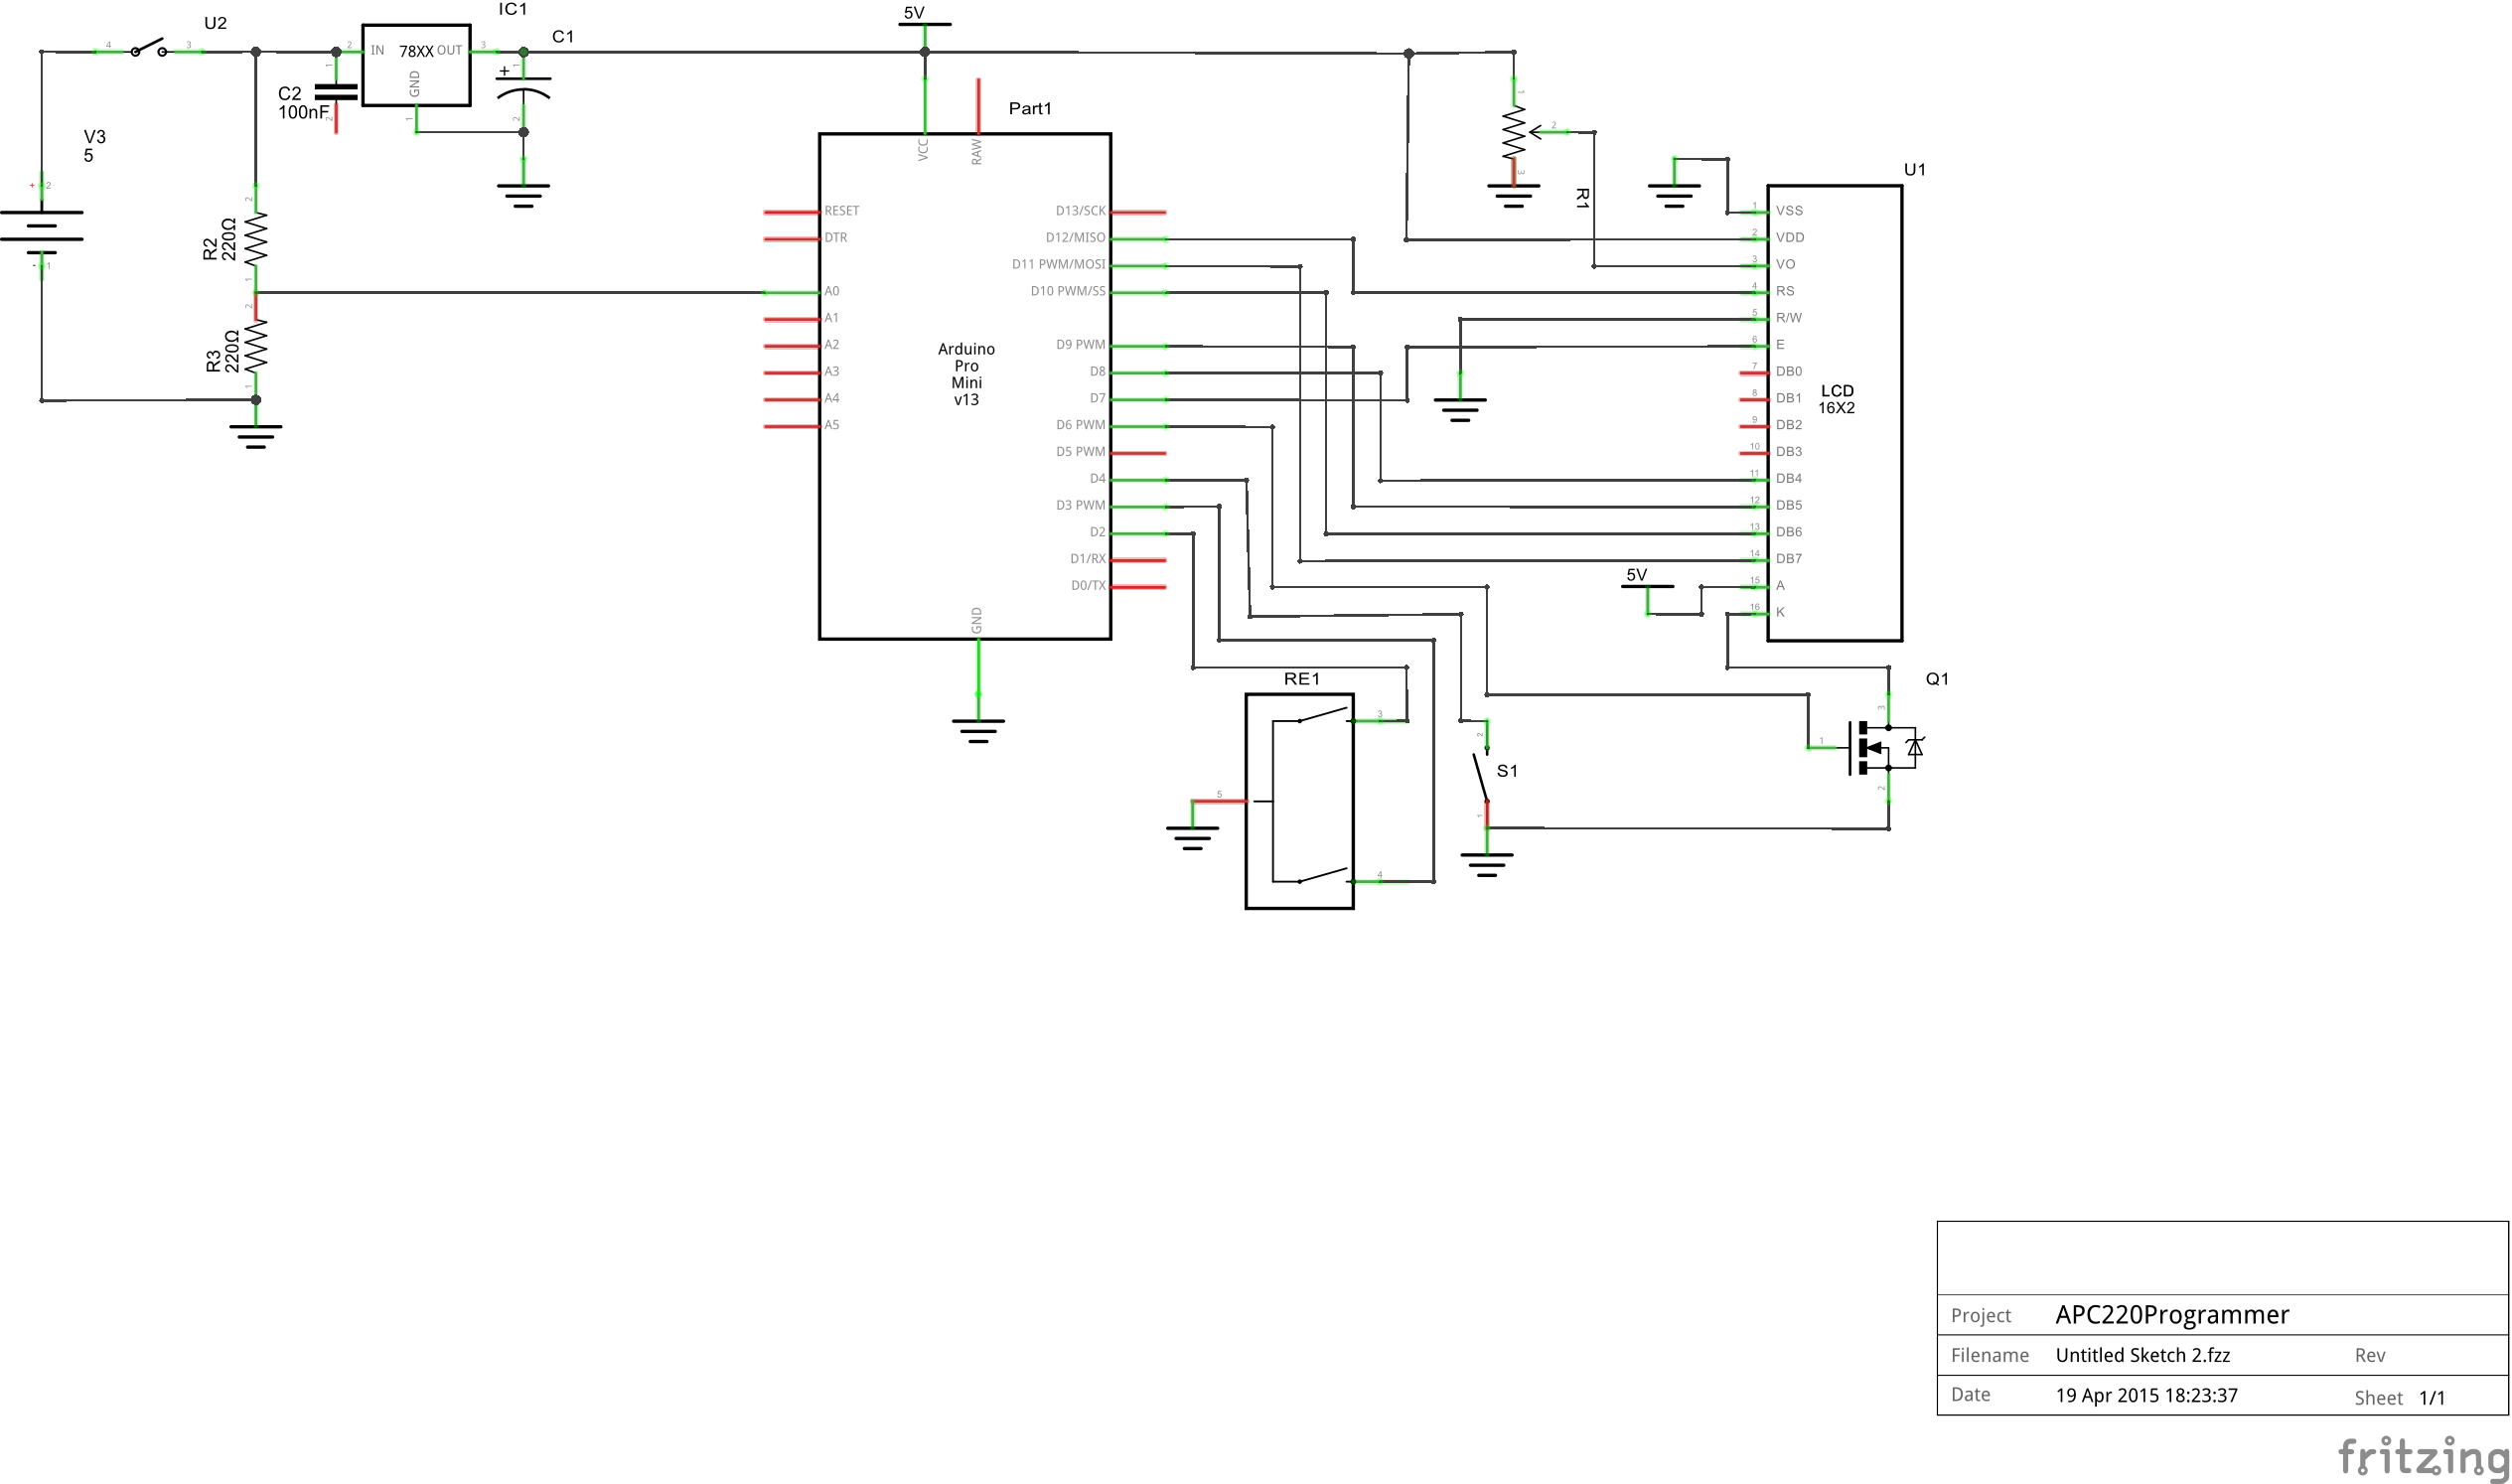 IC1
5V
U2
C1
4
3
2
IN
78XX
OUT
3
1
1
+
GND
C2
100nF
2
1
2
Part1
1
2
V3
5
VCC
RAW
3
R1
U1
+
2
2
R2
220Ω
1
-
1
2
R3
220Ω
1
RESET
DTR
A0
A1
A2
A3
A4
A5
Arduino
Pro
Mini
v13
D13/SCK
D12/MISO
D11 PWM/MOSI
D10 PWM/SS
D9 PWM
D8
D7
D6 PWM
D5 PWM
D4
D3 PWM
D2
D1/RX
D0/TX
GND
1 VSS
2 VDD
3 VO
4 RS
5 R/W
6 E
7 DB0
8 DB1
9 DB2
10 DB3
11 DB4
12 DB5
13 DB6
14 DB7
15 A
16 K
LCD
16X2
5V
RE1
3
5
4
2
S1
1
Q1
3
1
2
Project APC220Programmer
Filename Untitled Sketch 2.fzz Rev
Date 19 Apr 2015 18:23:37 Sheet 1/1
fritzing